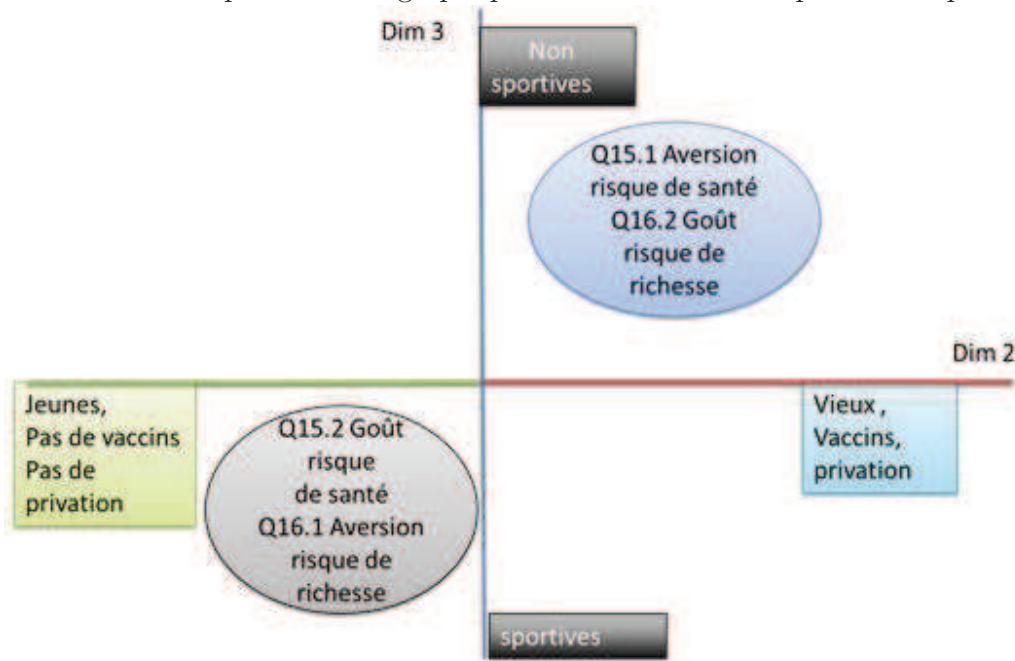 Dim 3
Non
sportives
Q15.1 Aversion
risque de santé
Q16.2 Goût
risque de
richesse
Dim 2
Jeunes,
Pas de vaccins
Pas de
privation
Q15.2 Goût
risque
de santé
Q16.1 Aversion
risque de
richesse
Vieux ,
Vaccins,
privation
sportives